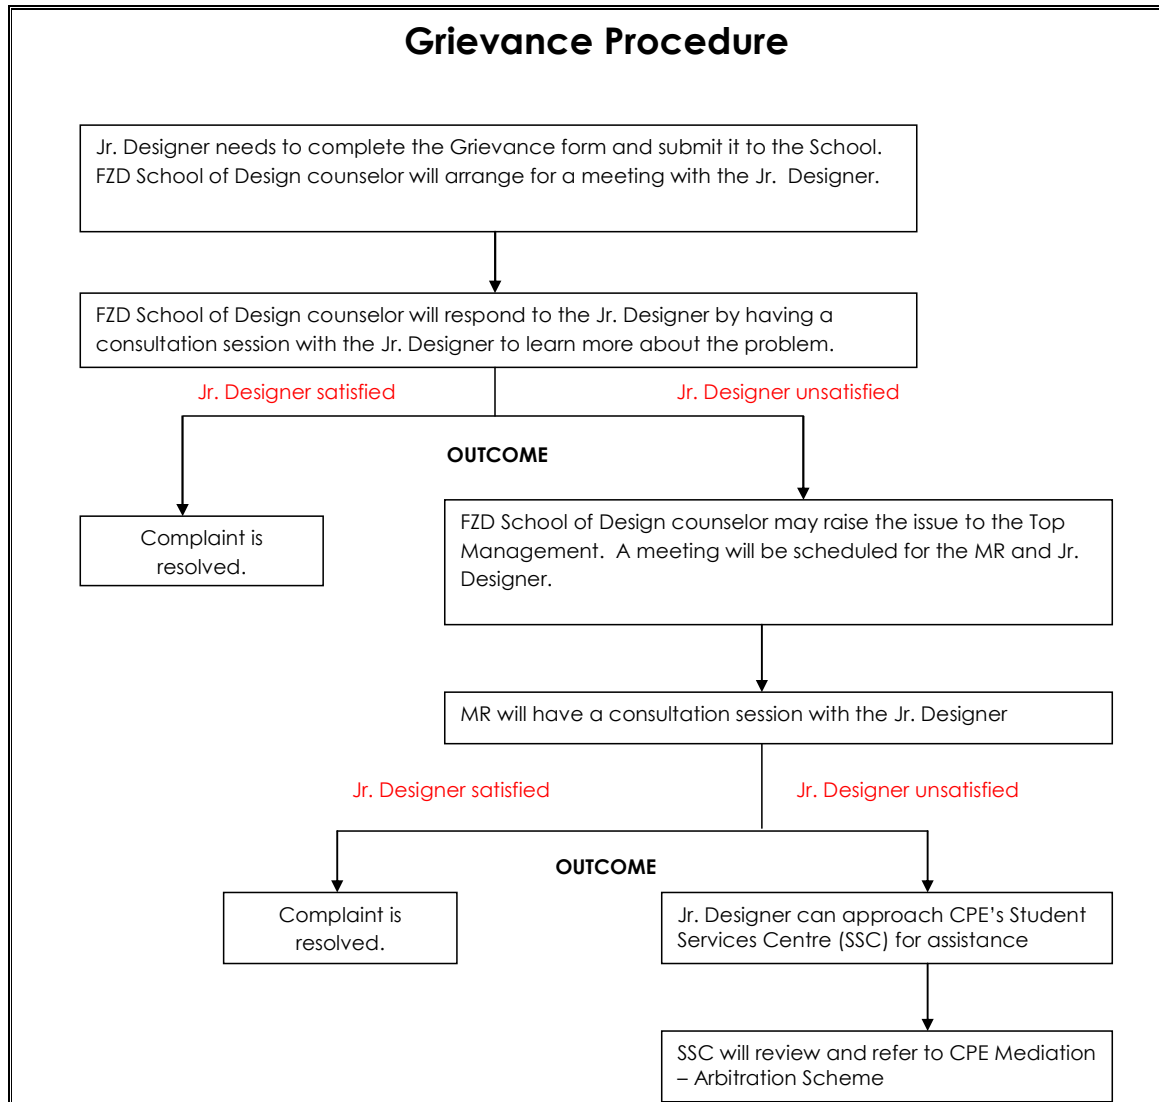 Grievance Procedure
Jr. Designer needs to complete the Grievance form and submit it to the School.
FZD School of Design counselor will arrange for a meeting with the Jr.  Designer.
FZD School of Design counselor will respond to the Jr. Designer by having a
consultation session with the Jr. Designer to learn more about the problem.
Jr. Designer satisfied
Jr. Designer unsatisfied
OUTCOME
Complaint is
resolved.
FZD School of Design counselor may raise the issue to the Top
Management.  A meeting will be scheduled for the MR and Jr.
Designer.
MR will have a consultation session with the Jr. Designer
Jr. Designer satisfied
Jr. Designer unsatisfied
OUTCOME
Complaint is
resolved.
Jr. Designer can approach CPE’s Student
Services Centre (SSC) for assistance
SSC will review and refer to CPE Mediation
– Arbitration Scheme